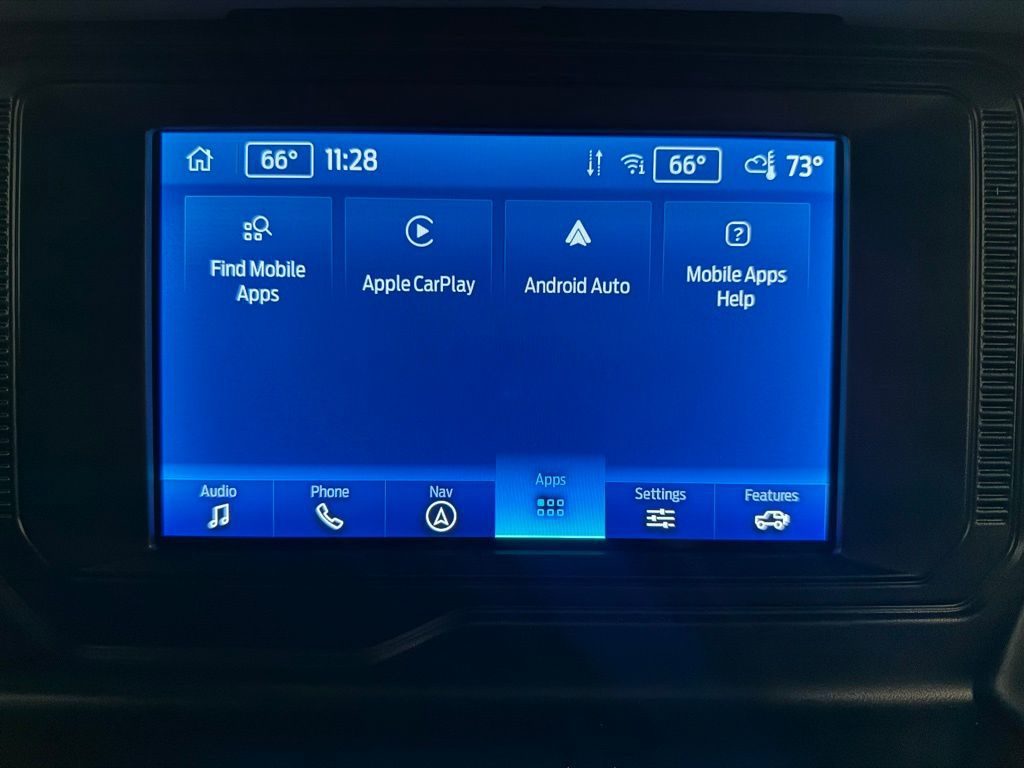 66° 11:28 1 66° 73°
Find Mobile
Apps
Apple CarPlay
Android Auto
Mobile Apps
Help
Audio
Phone
Nav
Apps
Settings
Features